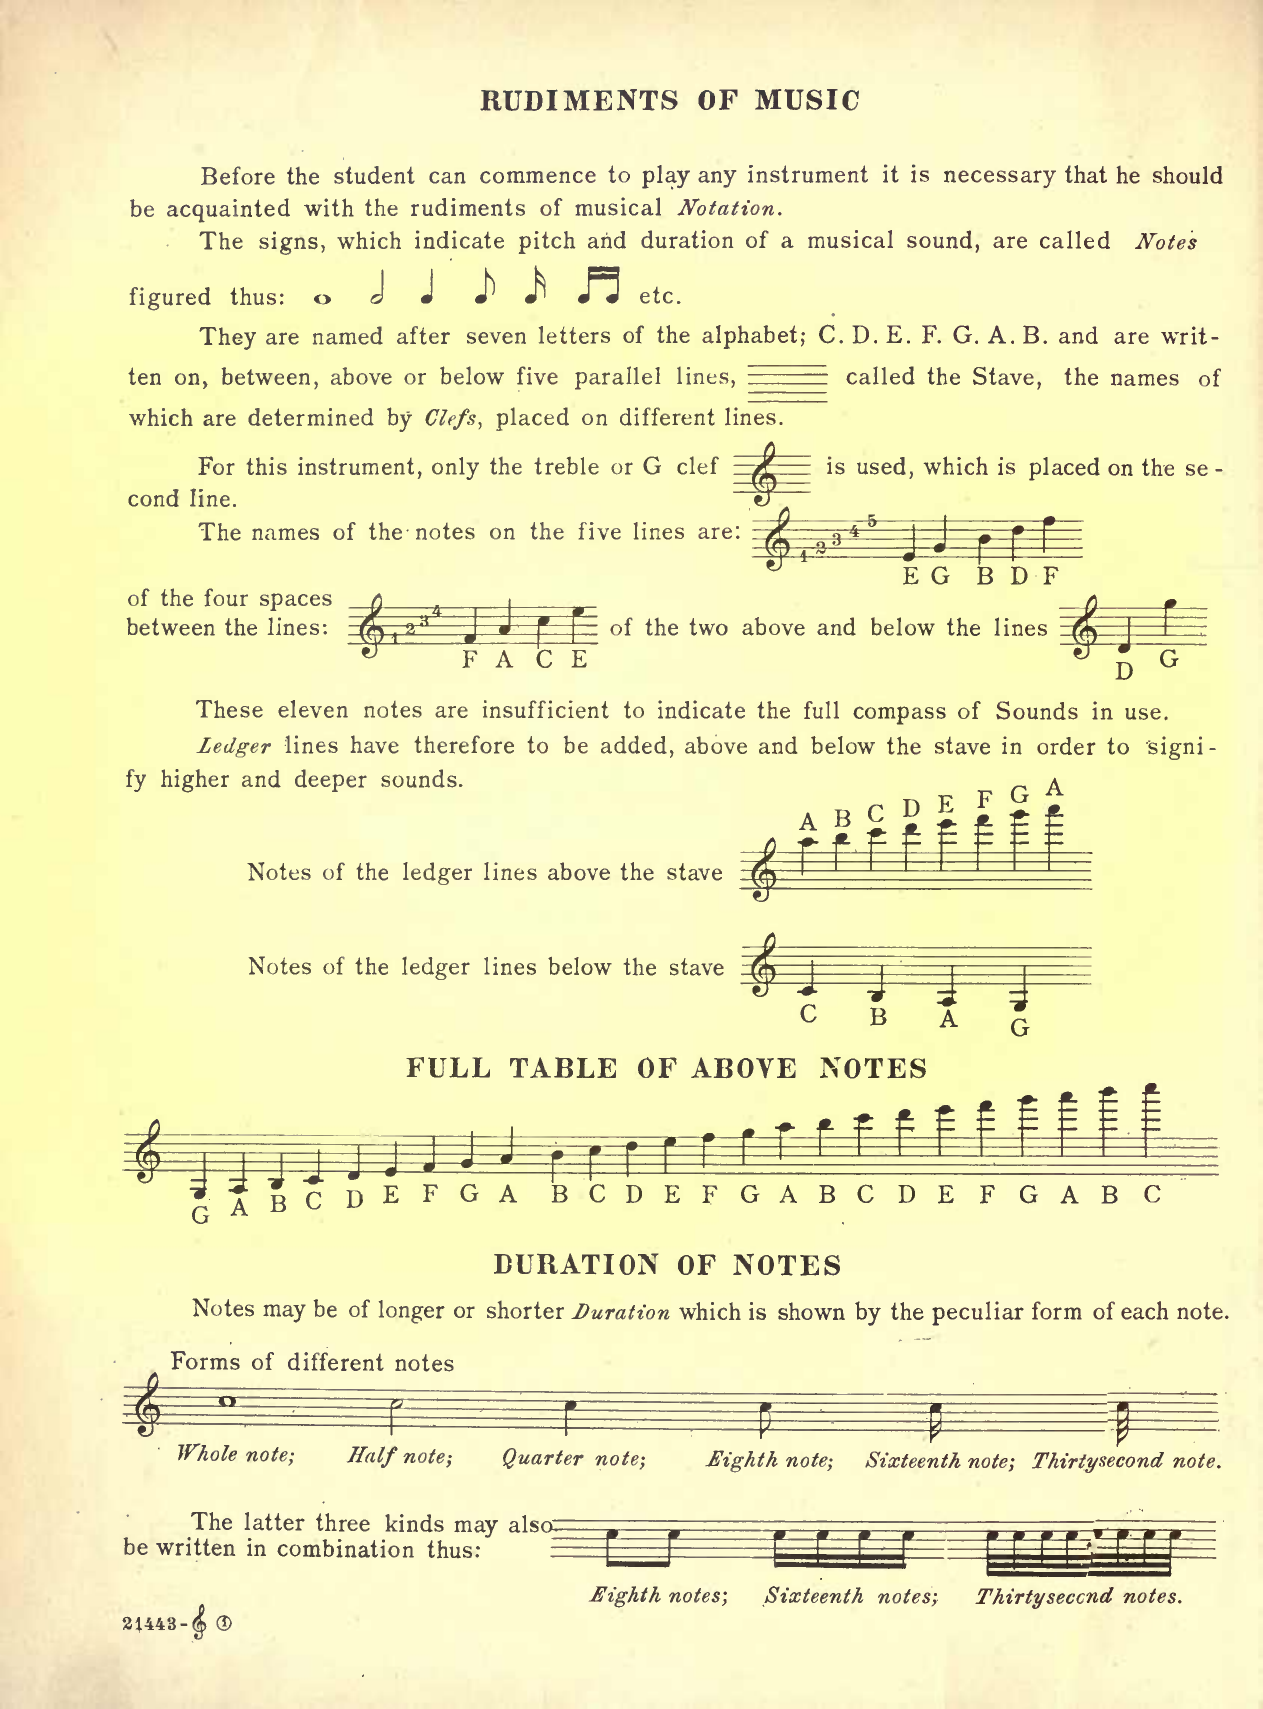 RUDIMENTS OF MUSIC
Before the student can commence to play any instrument it is necessary that he should
be acquainted with the rudiments of musical Notation.
The signs, which indicate pitch and duration of a musical sound, are called Notes
figured thus: etc.
They are named after seven letters of the alphabet; C. D. E. F. G. A. B. and are writ-
ten on, between, above or below five parallel lines, called the Stave, the names of
which are determined by Clefs, placed on different lines.
For this instrument, only the treble or G clef is used, which is placed on the se-
cond line.
The names of the notes on the five lines are: 1 2 3 4 5
E G B D F
of the four spaces
between the lines: 1 2 3 4 of the two above and below the lines
F A C E D G
These eleven notes are insufficient to indicate the full compass of Sounds in use.
Ledger lines have therefore to be added, above and below the stave in order to signi-
fy higher and deeper sounds.
A B C D E F G A
Notes of the ledger lines above the stave
Notes of the ledger lines below the stave
C B A G
FULL TABLE OF ABOVE NOTES
G A B C D E F G A B C D E F G A B C D E F G A B C
DURATION OF NOTES
Notes may be of longer or shorter Duration which is shown by the peculiar form of each note.
Forms of different notes
Whole note; Half note; Quarter note; Eighth note; Sixteenth note; Thirtysecond note.
The latter three kinds may also
be written in combination thus:
Eighth notes; Sixteenth notes; Thirtysecond notes.
21443-